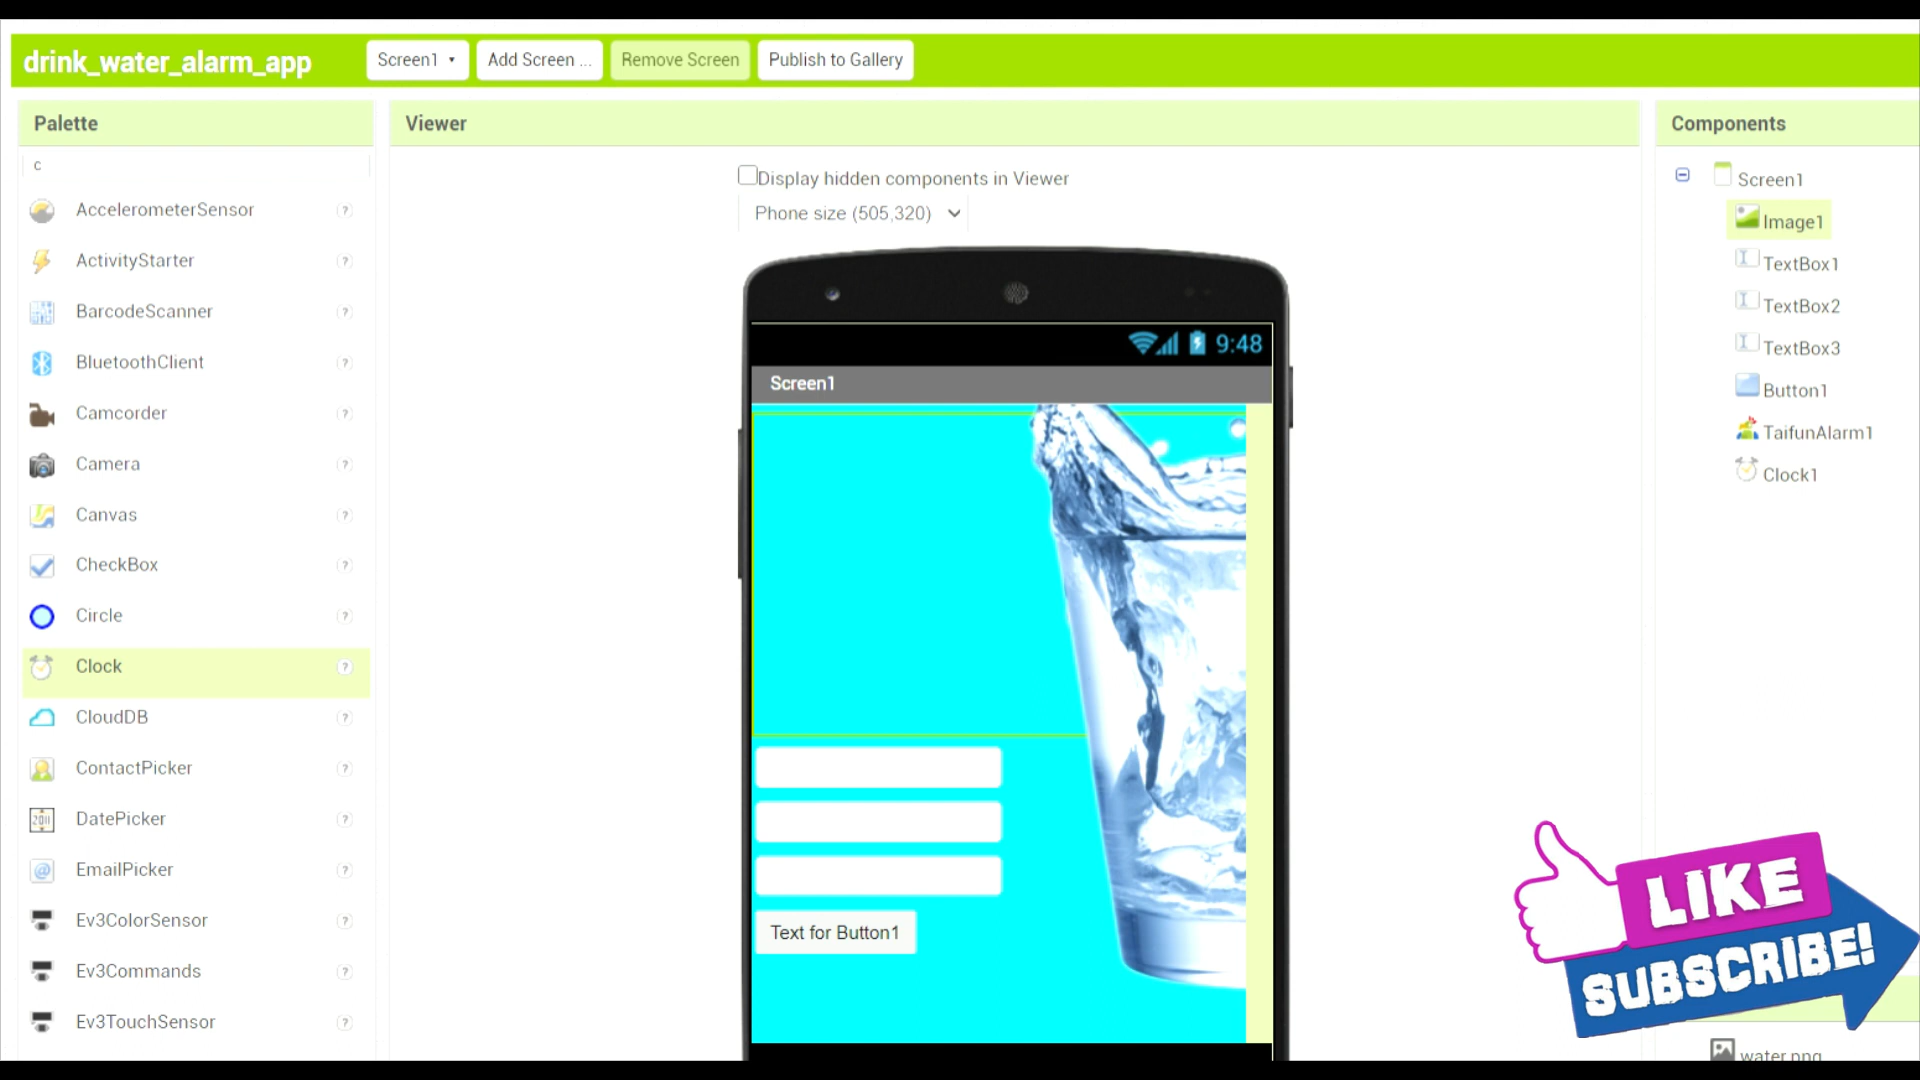 drink_water_alarm_app
Screen1
Add Screen ...
Remove Screen
Publish to Gallery
Palette
c
AccelerometerSensor ?
ActivityStarter ?
BarcodeScanner ?
BluetoothClient ?
Camcorder ?
Camera ?
Canvas ?
CheckBox ?
Circle ?
Clock ?
CloudDB ?
ContactPicker ?
DatePicker ?
EmailPicker ?
Ev3ColorSensor ?
Ev3Commands ?
Ev3TouchSensor ?
Viewer
Display hidden components in Viewer
Phone size (505,320)
9:48
Screen1
Text for Button1
Components
Screen1
Image1
TextBox1
TextBox2
TextBox3
Button1
TaifunAlarm1
Clock1
LIKE
SUBSCRIBE!
water.png